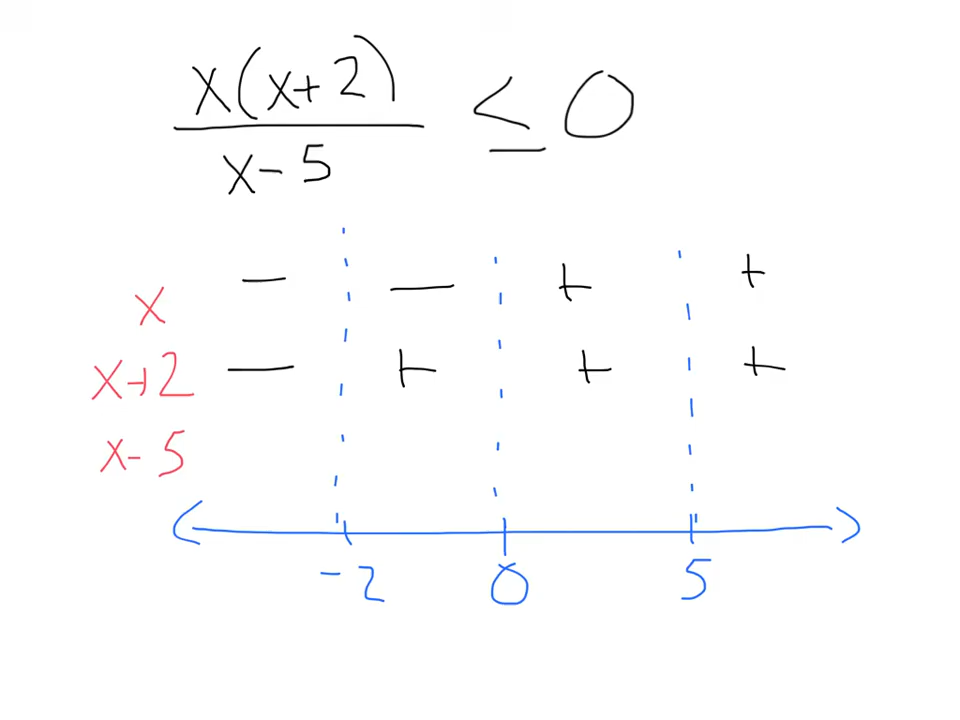 x(x+2)
x-5
≤ 0
x − − + +
x+2 − + + +
x-5
-2 0 5